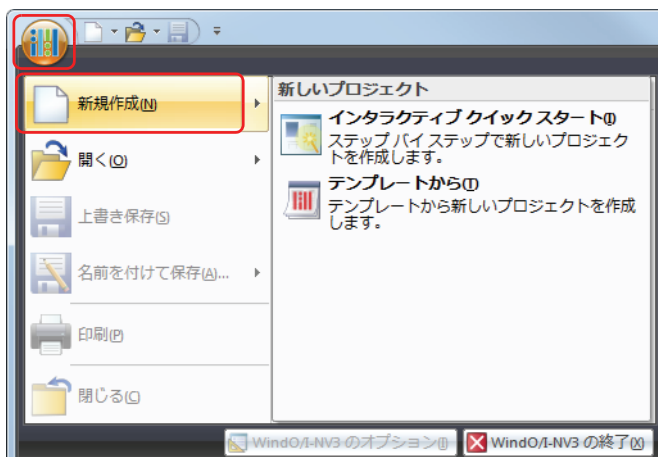 新規作成(N)
開く(O)
上書き保存(S)
名前を付けて保存(A)...
印刷(P)
閉じる(C)
新しいプロジェクト
インタラクティブ クイック スタート(I)
ステップ バイ ステップで新しいプロジェク
トを作成します。
テンプレートから(T)
テンプレートから新しいプロジェクトを作成
します。
WindO/I-NV3 のオプション(I)
WindO/I-NV3 の終了(X)